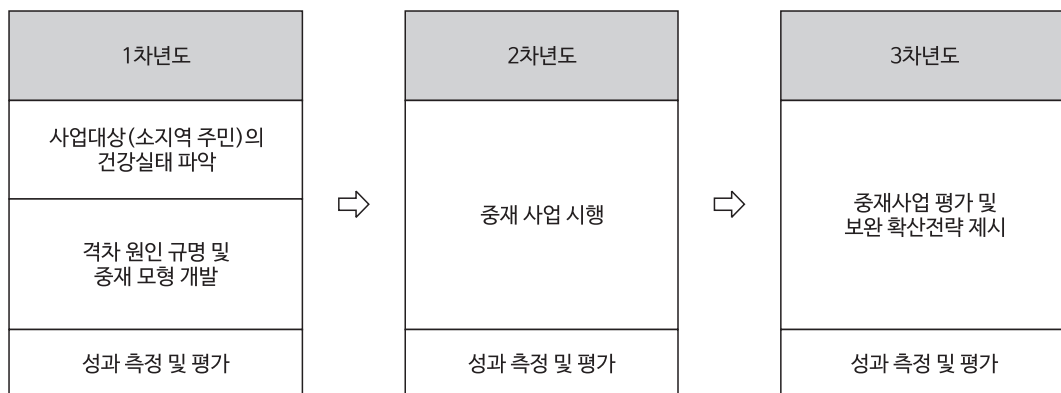 1차년도
사업대상(소지역 주민)의
건강실태 파악
격차 원인 규명 및
중재 모형 개발
성과 측정 및 평가
2차년도
중재 사업 시행
성과 측정 및 평가
3차년도
중재사업 평가 및
보완 확산전략 제시
성과 측정 및 평가